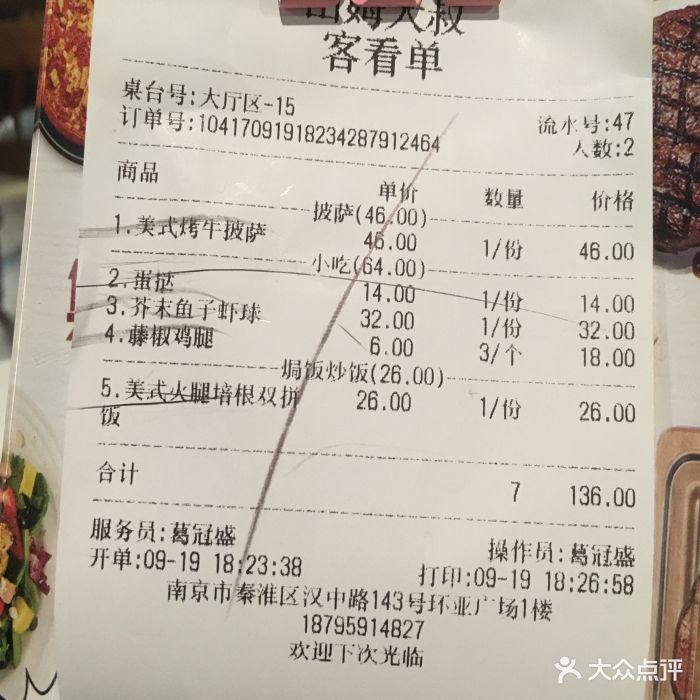 姆大叔
客看单
桌台号:大厅区-15 流水号:47
订单号:10417091918234287912464 人数:2
商品 单价 数量 价格
披萨(46.00)
1.美式烤牛披萨 46.00 1/份 46.00
小吃(64.00)
2.蛋挞 14.00 1/份 14.00
3.芥末鱼子虾球 32.00 1/份 32.00
4.藤椒鸡腿 6.00 3/个 18.00
焗饭炒饭(26.00)
5.美式火腿培根双拼 26.00 1/份 26.00
饭
合计 7 136.00
服务员:葛冠盛 操作员:葛冠盛
开单:09-19 18:23:38 打印:09-19 18:26:58
南京市秦淮区汉中路143号环亚广场1楼
18795914827
欢迎下次光临
大众点评